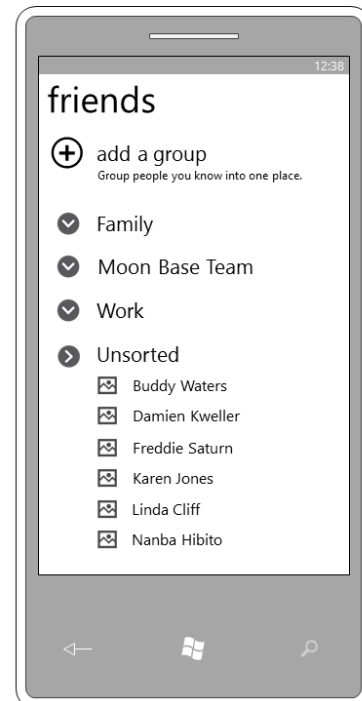 12:38
friends
add a group
Group people you know into one place.
Family
Moon Base Team
Work
Unsorted
Buddy Waters
Damien Kweller
Freddie Saturn
Karen Jones
Linda Cliff
Nanba Hibito